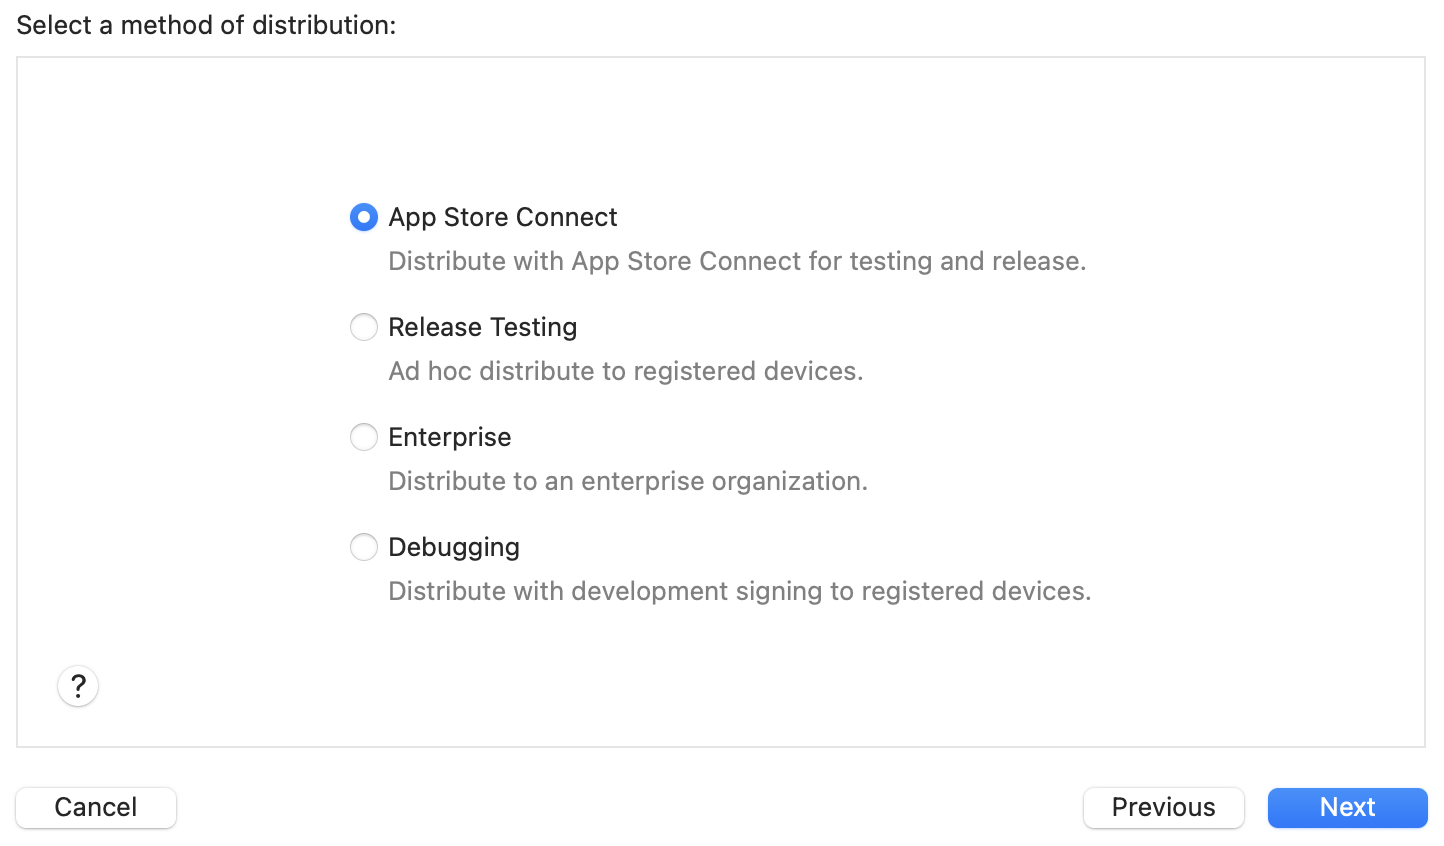 Select a method of distribution:
App Store Connect
Distribute with App Store Connect for testing and release.
Release Testing
Ad hoc distribute to registered devices.
Enterprise
Distribute to an enterprise organization.
Debugging
Distribute with development signing to registered devices.
?
Cancel
Previous
Next